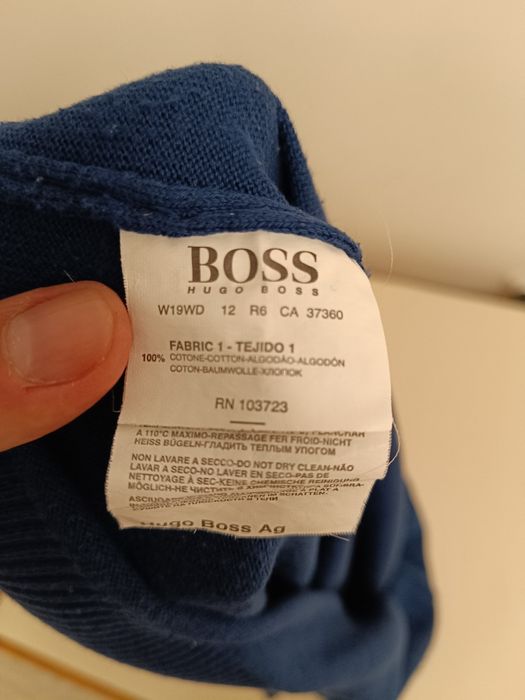 BOSS
HUGO BOSS
W19WD 12 R6 CA 37360
FABRIC 1 - TEJIDO 1
100% COTONE-COTTON-ALGODÃO-ALGODÓN
COTON-BAUMWOLLE-ХЛОПОК
RN 103723
A 110°C MAXIMO-REPASSAGE FER FROID-NICHT
HEISS BÜGELN-ГЛАДИТЬ ТЕПЛЫМ УТЮГОМ
NON LAVARE A SECCO-DO NOT DRY CLEAN-NÃO
LAVAR A SECO-NO LAVER EN SECO-PAS DE
NETTOYAGE À SEC-KEINE CHEMISCHE REINIGUNG
MÖGLICH-НЕ ЧИСТИТЬ
Hugo Boss Ag